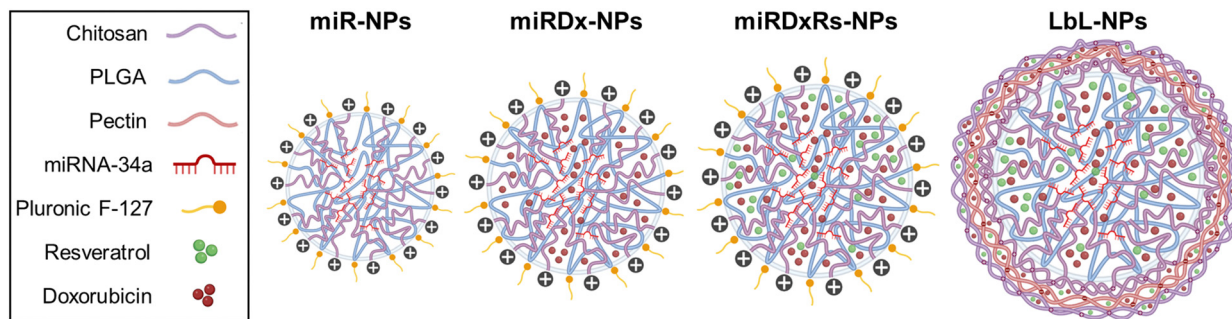 miR-NPs
miRDx-NPs
miRDxRs-NPs
LbL-NPs
Chitosan
PLGA
Pectin
miRNA-34a
Pluronic F-127
Resveratrol
Doxorubicin